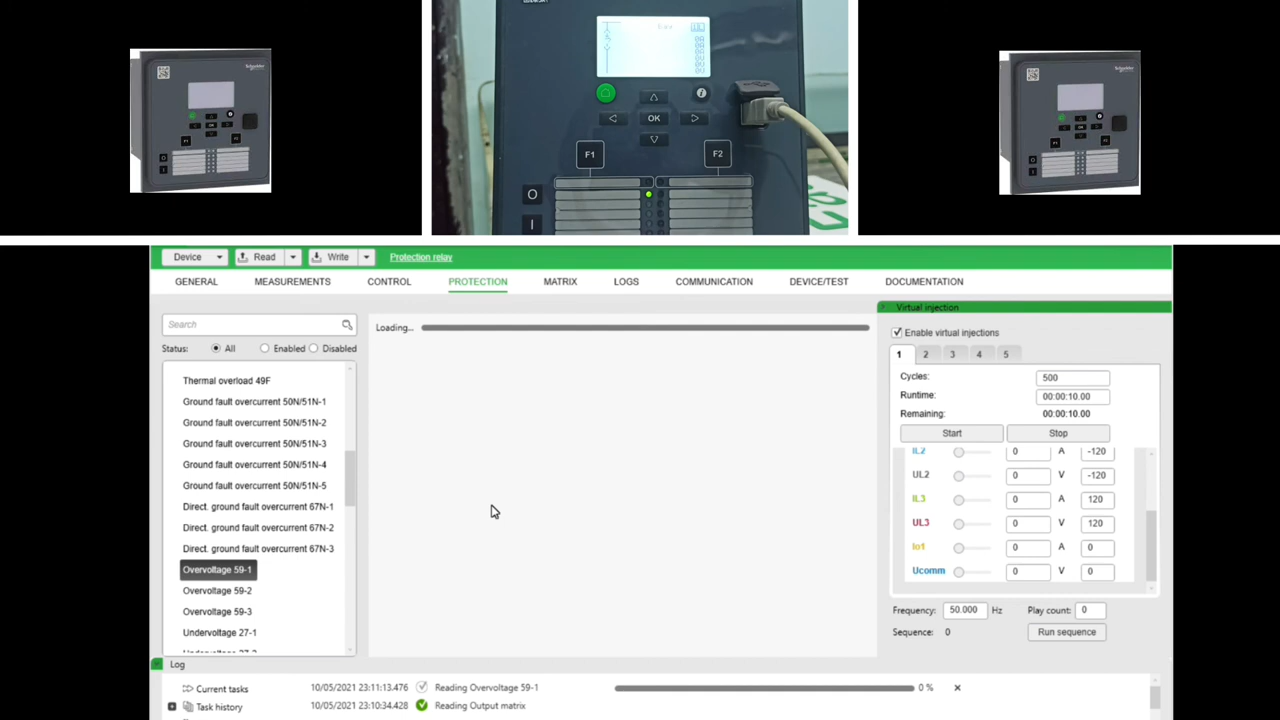 Schneider
OK
F1
F2
O
I
Schneider
Device
Read
Write
Protection relay
GENERAL
MEASUREMENTS
CONTROL
PROTECTION
MATRIX
LOGS
COMMUNICATION
DEVICE/TEST
DOCUMENTATION
Search
Status:
All
Enabled
Disabled
Thermal overload 49F
Ground fault overcurrent 50N/51N-1
Ground fault overcurrent 50N/51N-2
Ground fault overcurrent 50N/51N-3
Ground fault overcurrent 50N/51N-4
Ground fault overcurrent 50N/51N-5
Direct. ground fault overcurrent 67N-1
Direct. ground fault overcurrent 67N-2
Direct. ground fault overcurrent 67N-3
Overvoltage 59-1
Overvoltage 59-2
Overvoltage 59-3
Undervoltage 27-1
Loading...
Virtual injection
Enable virtual injections
1 2 3 4 5
Cycles: 500
Runtime: 00:00:10.00
Remaining: 00:00:10.00
Start Stop
IL2 0 A -120
UL2 0 V -120
IL3 0 A 120
UL3 0 V 120
Io1 0 A 0
Ucomm 0 V 0
Frequency: 50.000 Hz Play count: 0
Sequence: 0 Run sequence
Log
Current tasks 10/05/2021 23:11:13.476 Reading Overvoltage 59-1 0 %
Task history 10/05/2021 23:10:34.428 Reading Output matrix